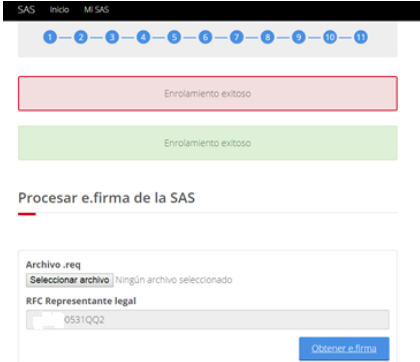 SAS Inicio Mi SAS
1 2 3 4 5 6 7 8 9 10 11
Enrolamiento exitoso
Enrolamiento exitoso
Procesar e.firma de la SAS
Archivo .req
Seleccionar archivo Ningún archivo seleccionado
RFC Representante legal
0531QQ2
Obtener e.firma